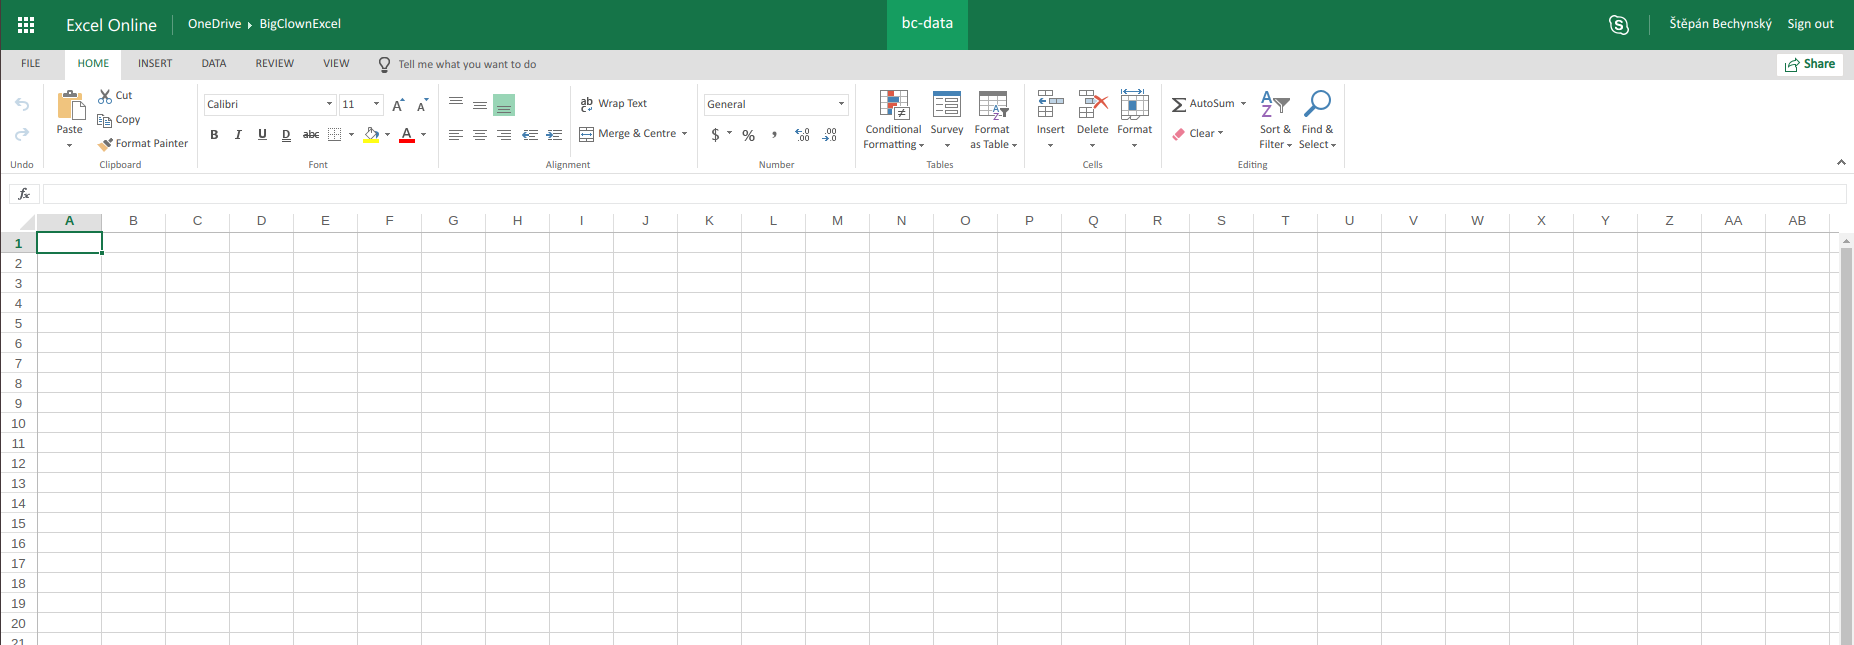 Excel Online OneDrive ▸ BigClownExcel bc-data Štěpán Bechynský Sign out
FILE HOME INSERT DATA REVIEW VIEW Tell me what you want to do Share
Paste
Cut
Copy
Format Painter
Calibri 11 A A
B I U D abc A
ab Wrap Text
Merge & Centre
General
$ % , .00 .00
Conditional Formatting
Survey
Format as Table
Insert
Delete
Format
AutoSum
Clear
Sort & Filter
Find & Select
Undo Clipboard Font Alignment Number Tables Cells Editing
fx
A B C D E F G H I J K L M N O P Q R S T U V W X Y Z AA AB
1
2
3
4
5
6
7
8
9
10
11
12
13
14
15
16
17
18
19
20
21